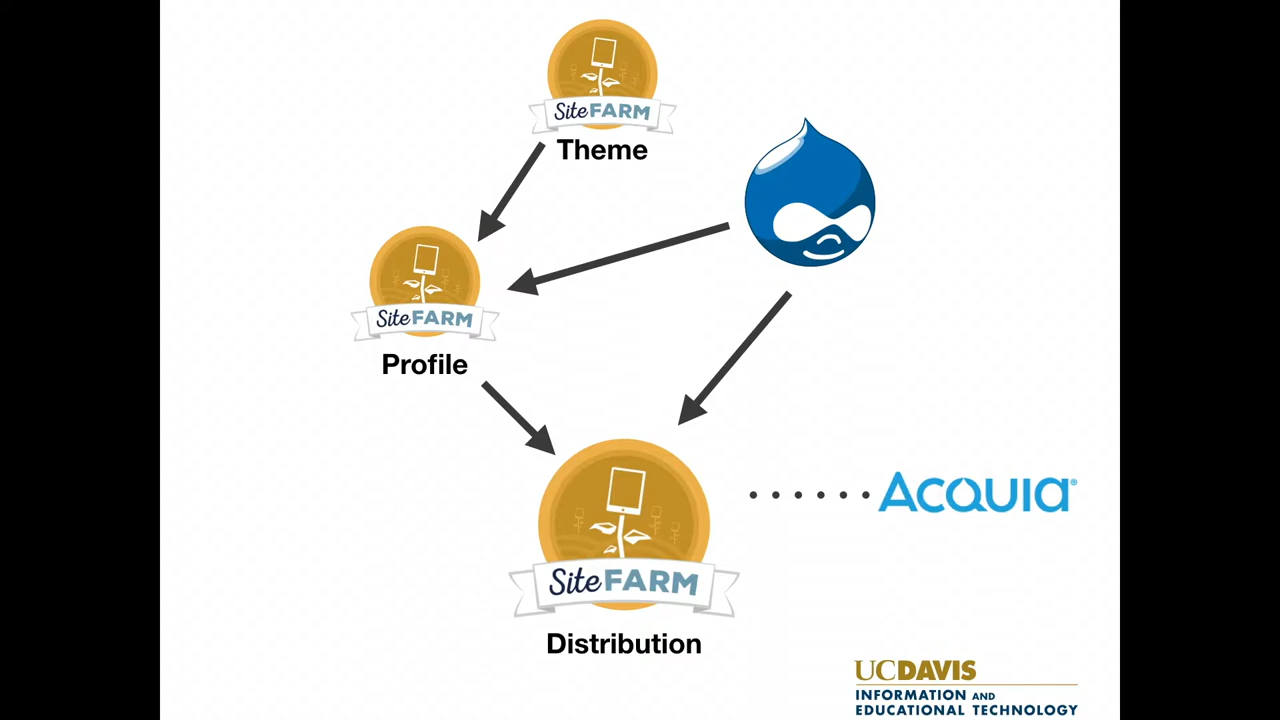 SiteFARM
Theme
SiteFARM
Profile
ACQUIA®
SiteFARM
Distribution
UCDAVIS
INFORMATION AND
EDUCATIONAL TECHNOLOGY